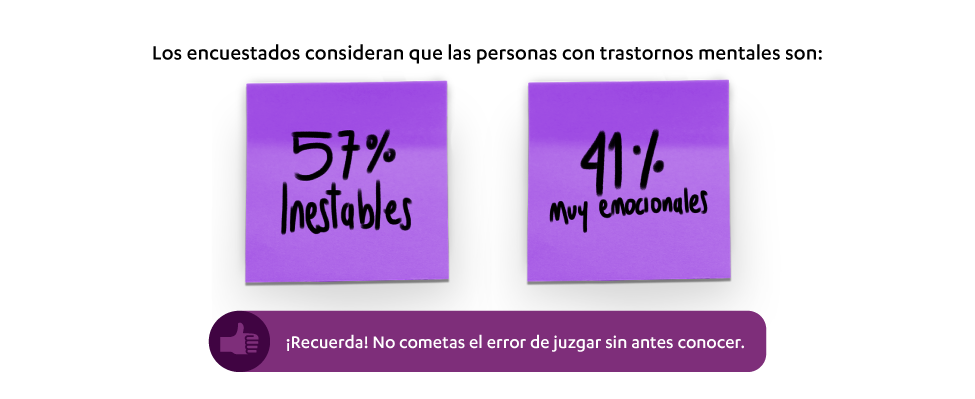 Los encuestados consideran que las personas con trastornos mentales son:
57%
Inestables
41%
muy emocionales
¡Recuerda! No cometas el error de juzgar sin antes conocer.